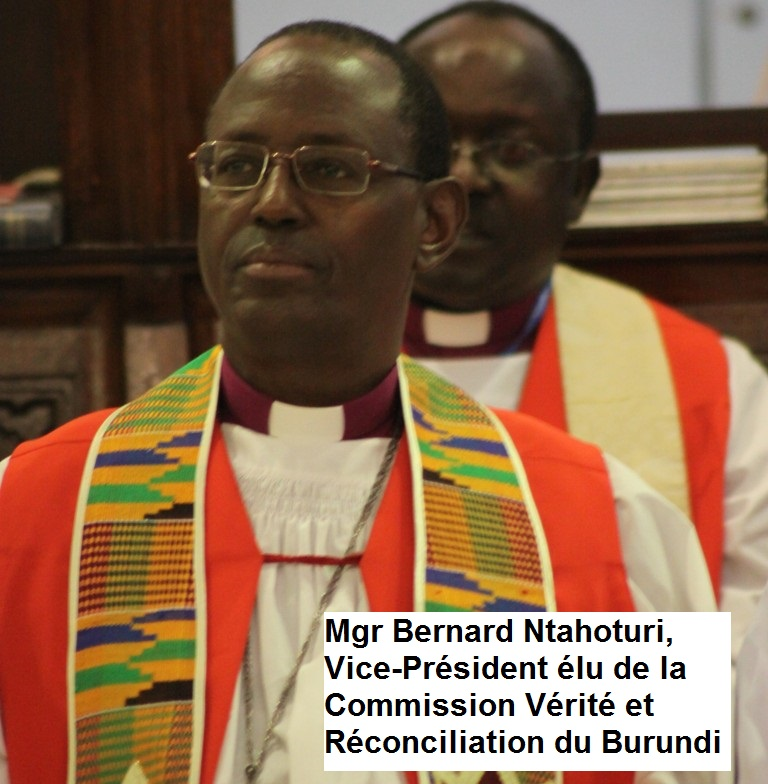 Mgr Bernard Ntahoturi,
Vice-Président élu de la
Commission Vérité et
Réconciliation du Burundi